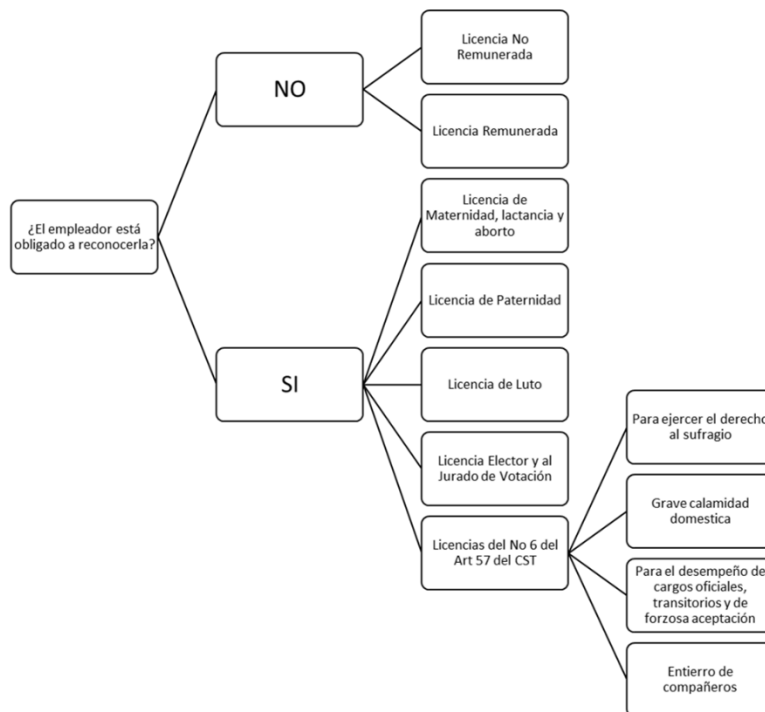 ¿El empleador está
obligado a reconocerla?
NO
Licencia No
Remunerada
Licencia Remunerada
SI
Licencia de
Maternidad, lactancia y
aborto
Licencia de Paternidad
Licencia de Luto
Licencia Elector y al
Jurado de Votación
Licencias del No 6 del
Art 57 del CST
Para ejercer el derecho
al sufragio
Grave calamidad
domestica
Para el desempeño de
cargos oficiales,
transitorios y de
forzosa aceptación
Entierro de
compañeros